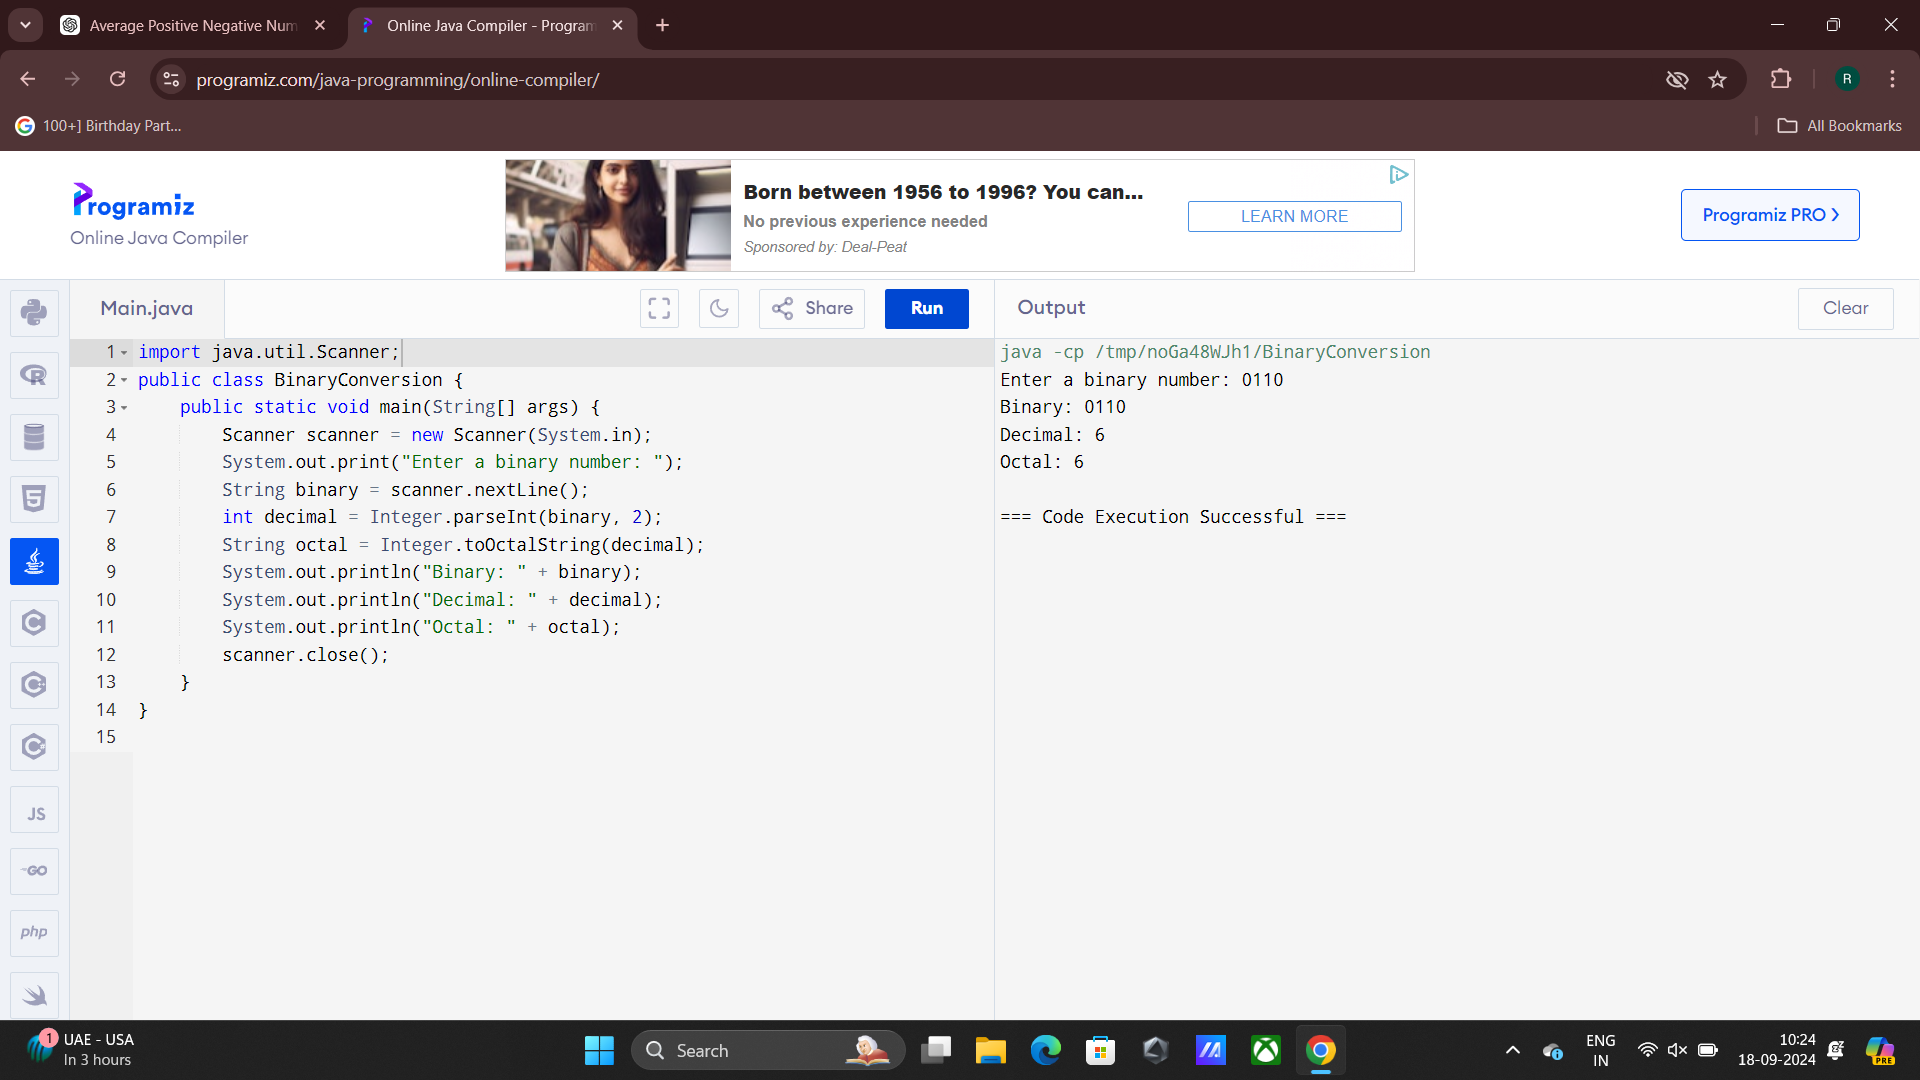 Average Positive Negative Num
Online Java Compiler - Program
programiz.com/java-programming/online-compiler/
R
100+] Birthday Part...
All Bookmarks
Programiz
Online Java Compiler
Born between 1956 to 1996? You can...
No previous experience needed
Sponsored by: Deal-Peat
LEARN MORE
Programiz PRO >
Main.java
Share
Run
Output
Clear
1 import java.util.Scanner;
2 public class BinaryConversion {
3     public static void main(String[] args) {
4         Scanner scanner = new Scanner(System.in);
5         System.out.print("Enter a binary number: ");
6         String binary = scanner.nextLine();
7         int decimal = Integer.parseInt(binary, 2);
8         String octal = Integer.toOctalString(decimal);
9         System.out.println("Binary: " + binary);
10         System.out.println("Decimal: " + decimal);
11         System.out.println("Octal: " + octal);
12         scanner.close();
13     }
14 }
15
java -cp /tmp/noGa48WJh1/BinaryConversion
Enter a binary number: 0110
Binary: 0110
Decimal: 6
Octal: 6
=== Code Execution Successful ===
R
5
C
C
C
JS
GO
php
1
UAE - USA
In 3 hours
Search
ENG
IN
10:24
18-09-2024
PRE